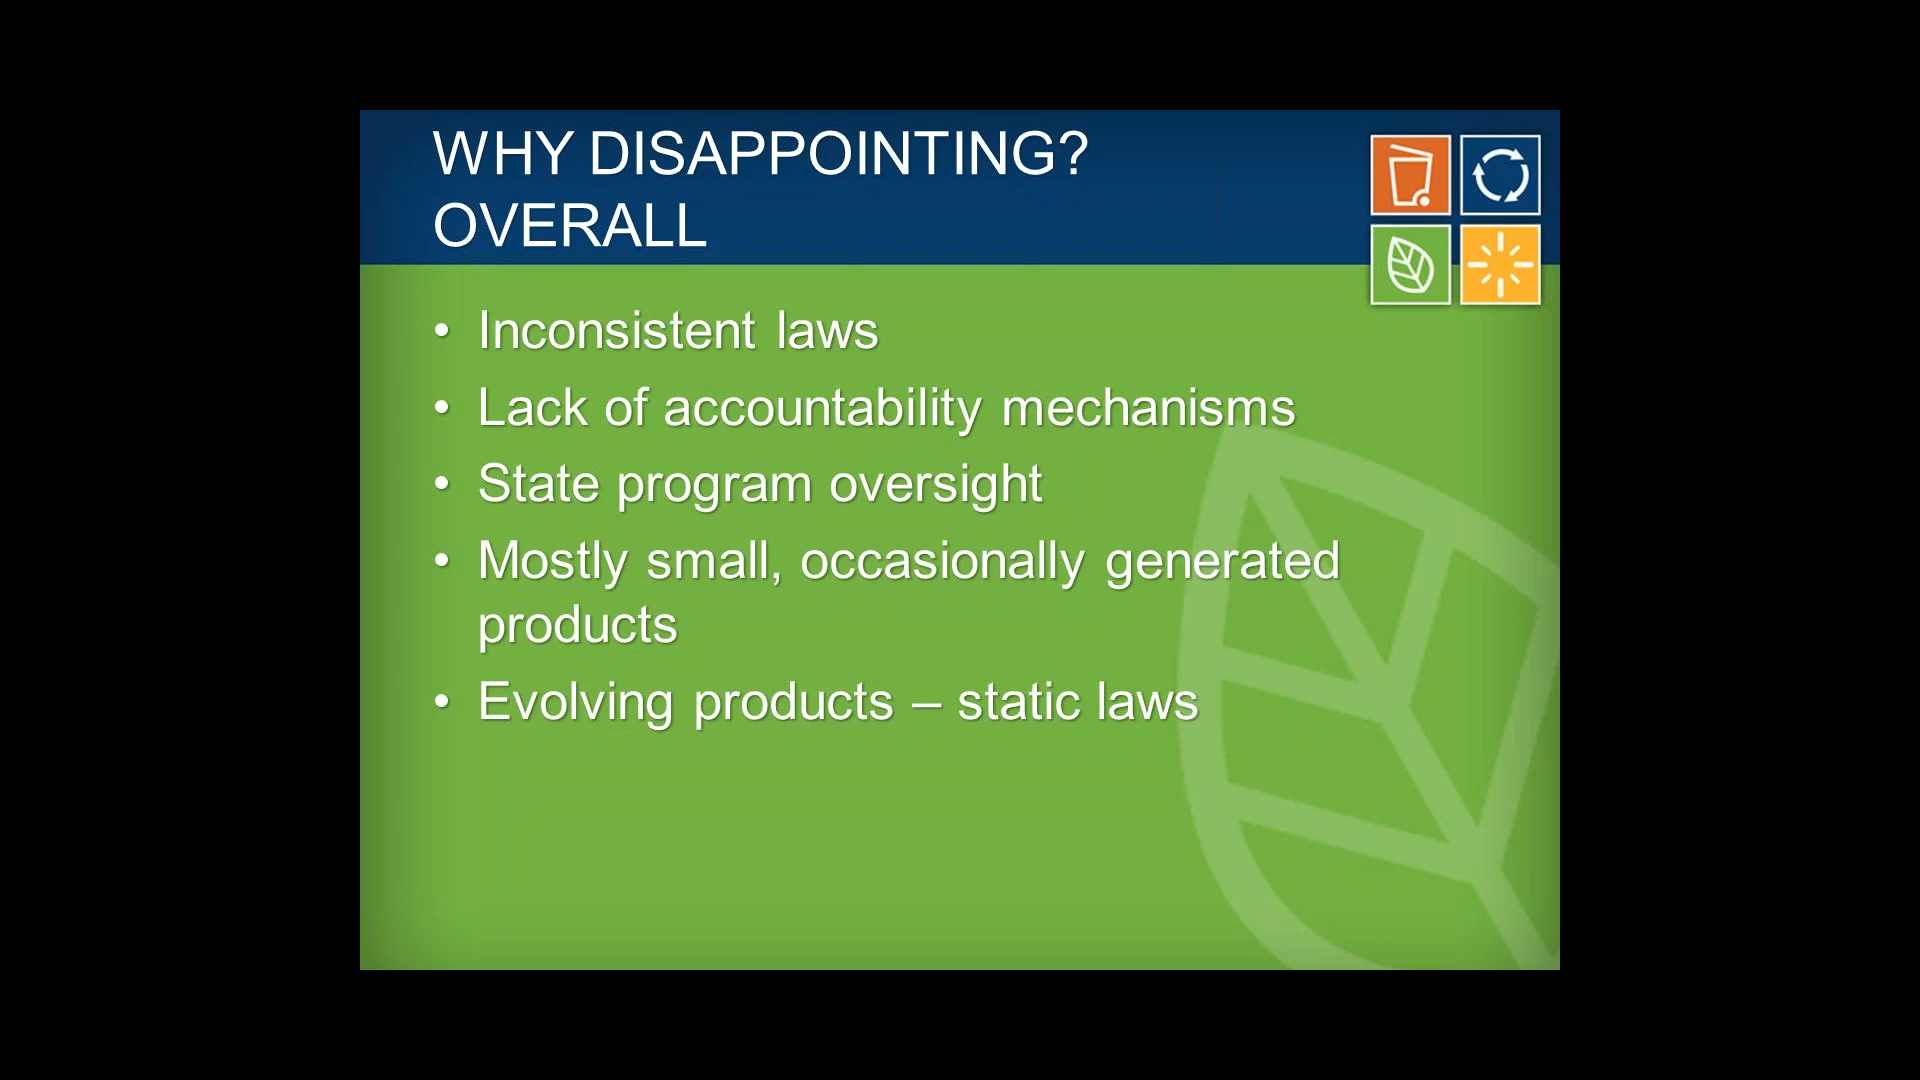 WHY DISAPPOINTING?
OVERALL
• Inconsistent laws
• Lack of accountability mechanisms
• State program oversight
• Mostly small, occasionally generated
products
• Evolving products – static laws